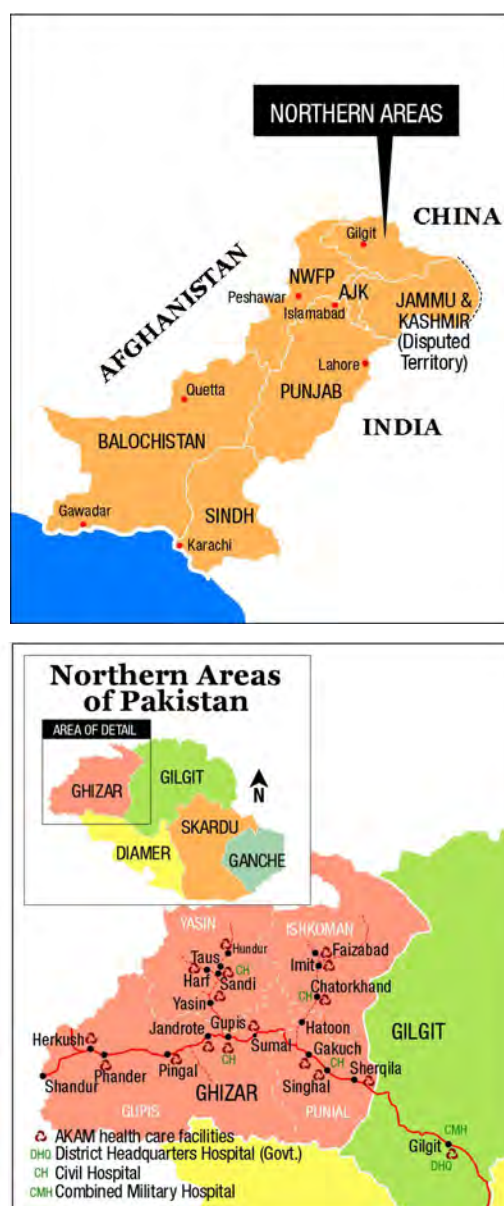 NORTHERN AREAS
CHINA
Gilgit
AFGHANISTAN
NWFP
AJK
Peshawar
Islamabad
JAMMU &
KASHMIR
(Disputed
Territory)
Lahore
Quetta
PUNJAB
INDIA
BALOCHISTAN
Gawadar
SINDH
Karachi
Northern Areas
of Pakistan
AREA OF DETAIL
GILGIT
GHIZAR
N
SKARDU
DIAMER
GANCHE
YASIN
ISHKOMAN
Hundur
Faizabad
Taus
CH
Imit
Harf
Sandi
Chatorkhand
CH
Yasin
Hatoon
Jandrote
Gupis
GILGIT
Herkush
Sumal
Gakuch
CH
CH
Sherqila
Phander
Pingal
Singhal
Shandur
GHIZAR
GUPIS
PUNIAL
CMH
Gilgit
DHQ
AKAM health care facilities
DHQ District Headquarters Hospital (Govt.)
CH Civil Hospital
CMH Combined Military Hospital